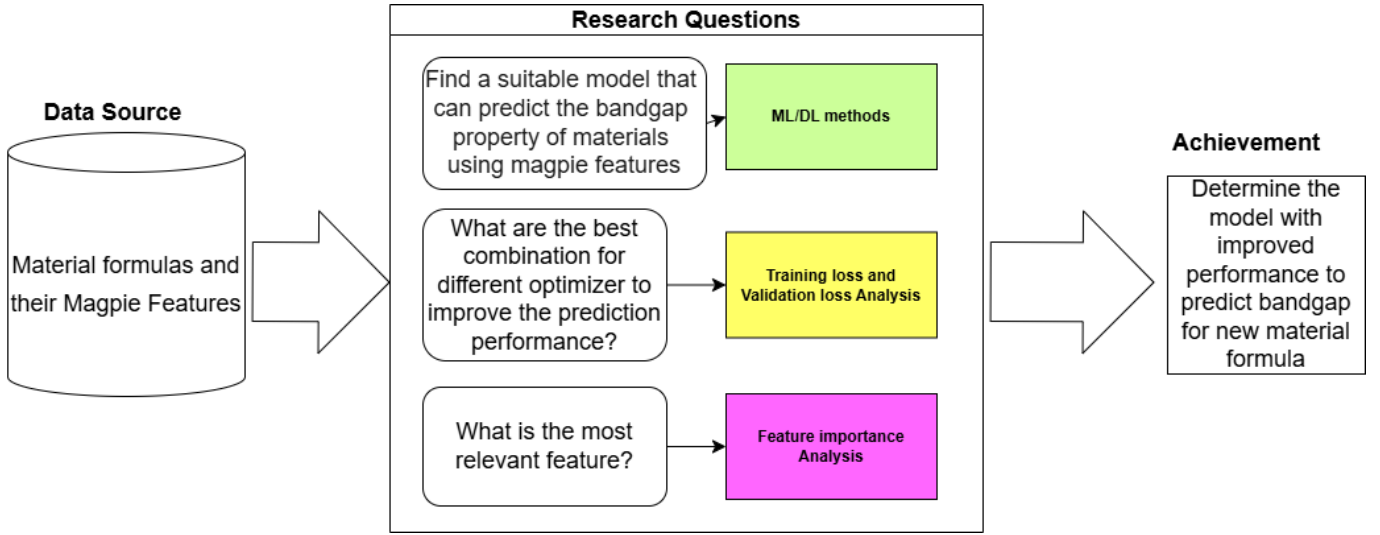 Research Questions
Data Source
Material formulas and
their Magpie Features
Find a suitable model that
can predict the bandgap
property of materials
using magpie features
ML/DL methods
What are the best
combination for
different optimizer to
improve the prediction
performance?
Training loss and
Validation loss Analysis
What is the most
relevant feature?
Feature importance
Analysis
Achievement
Determine the
model with
improved
performance to
predict bandgap
for new material
formula